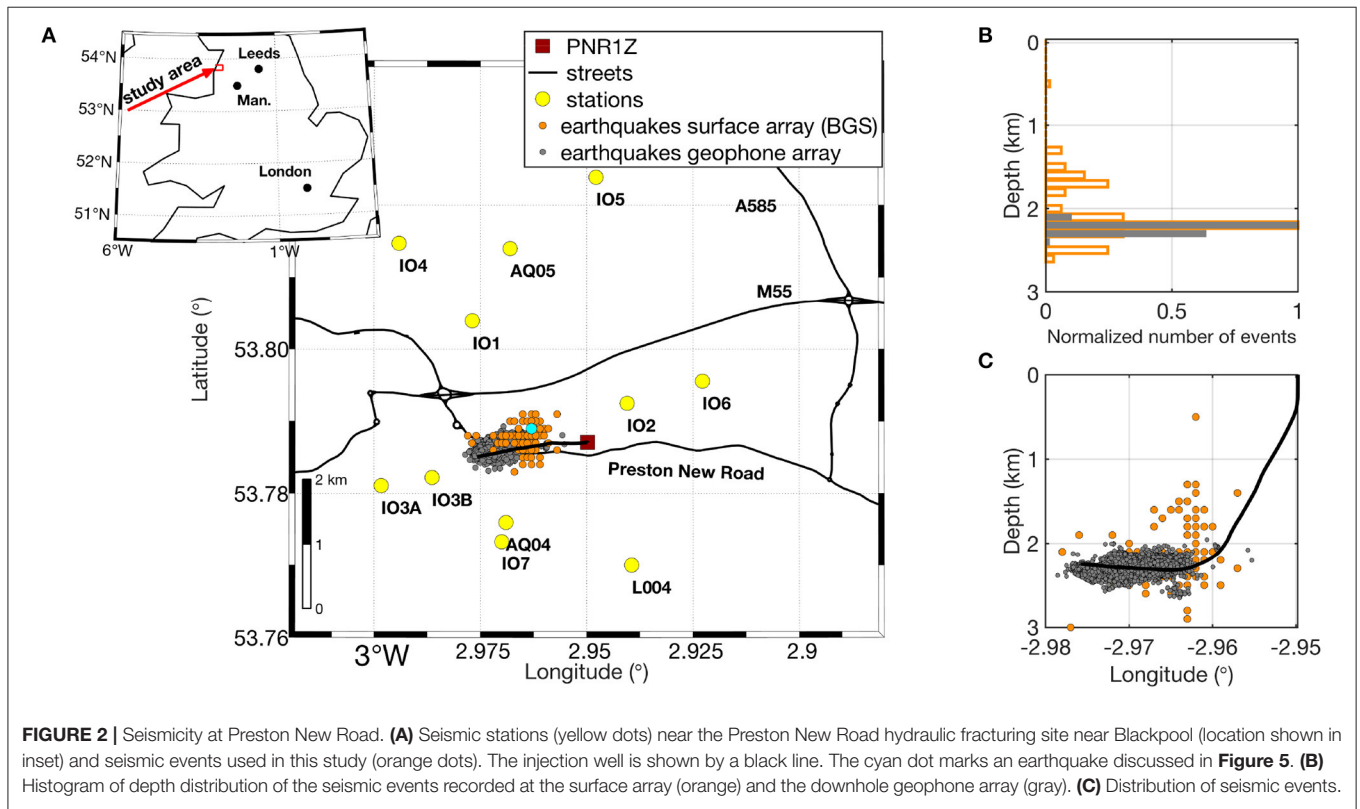 A
54°N
53°N
52°N
51°N
6°W
1°W
study area
Leeds
Man.
London
PNR1Z
streets
stations
earthquakes surface array (BGS)
earthquakes geophone array
IO5
A585
IO4
AQ05
M55
IO1
IO6
IO2
Preston New Road
IO3A
IO3B
AQ04
IO7
L004
2 km
1
0
Latitude (°)
53.80
53.78
53.76
3°W
2.975
2.95
2.925
2.9
Longitude (°)
B
0
1
2
3
Depth (km)
0
0.5
1
Normalized number of events
C
0
1
2
3
Depth (km)
-2.98
-2.97
-2.96
-2.95
Longitude (°)
FIGURE 2 | Seismicity at Preston New Road. (A) Seismic stations (yellow dots) near the Preston New Road hydraulic fracturing site near Blackpool (location shown in
inset) and seismic events used in this study (orange dots). The injection well is shown by a black line. The cyan dot marks an earthquake discussed in Figure 5. (B)
Histogram of depth distribution of the seismic events recorded at the surface array (orange) and the downhole geophone array (gray). (C) Distribution of seismic events.